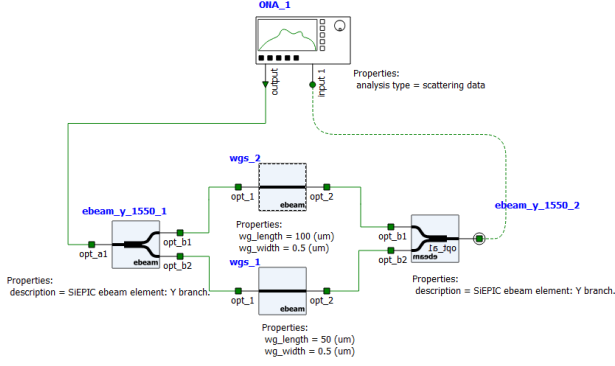 ONA_1
output
input 1
Properties:
analysis type = scattering data
wgs_2
opt_1
opt_2
ebeam
ebeam_y_1550_1
ebeam_y_1550_2
opt_b1
opt_a1
opt_b2
ebeam
Properties:
wg_length = 100 (um)
wg_width = 0.5 (um)
opt_b1
opt_b2
opt_a1
ebeam
wgs_1
Properties:
description = SiEPIC ebeam element: Y branch.
opt_1
opt_2
ebeam
Properties:
description = SiEPIC ebeam element: Y branch.
Properties:
wg_length = 50 (um)
wg_width = 0.5 (um)